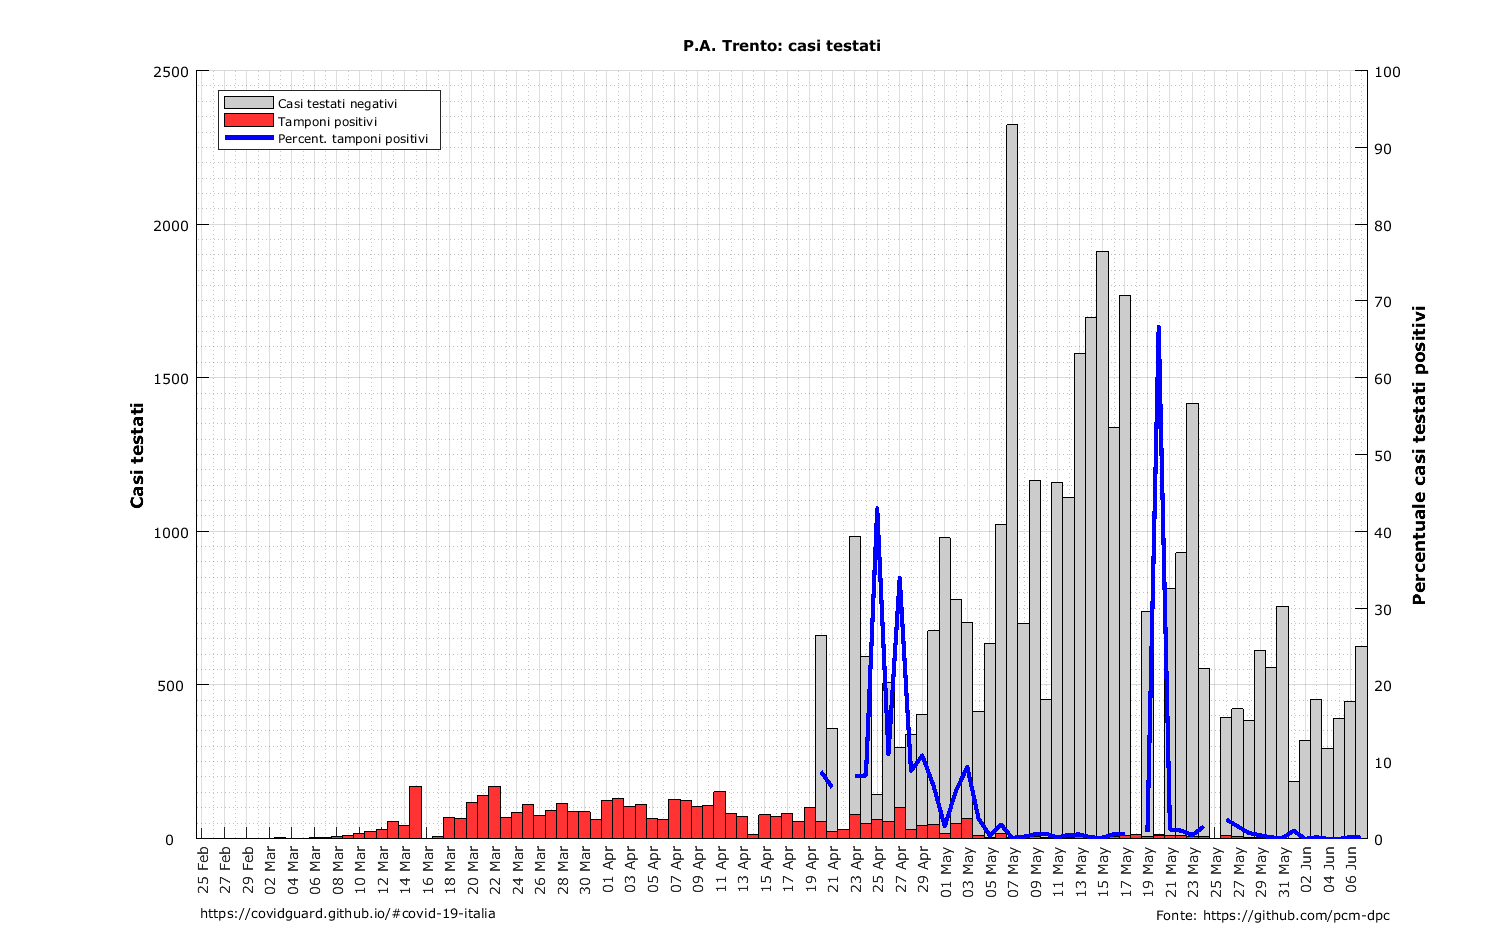 P.A. Trento: casi testati
Casi testati negativi
Tamponi positivi
Percent. tamponi positivi
Casi testati
2500
2000
1500
1000
500
0
100
90
80
70
60
50
40
30
20
10
0
Percentuale casi testati positivi
25 Feb
27 Feb
29 Feb
02 Mar
04 Mar
06 Mar
08 Mar
10 Mar
12 Mar
14 Mar
16 Mar
18 Mar
20 Mar
22 Mar
24 Mar
26 Mar
28 Mar
30 Mar
01 Apr
03 Apr
05 Apr
07 Apr
09 Apr
11 Apr
13 Apr
15 Apr
17 Apr
19 Apr
21 Apr
23 Apr
25 Apr
27 Apr
29 Apr
01 May
03 May
05 May
07 May
09 May
11 May
13 May
15 May
17 May
19 May
21 May
23 May
25 May
27 May
29 May
31 May
02 Jun
04 Jun
06 Jun
https://covidguard.github.io/#covid-19-italia
Fonte: https://github.com/pcm-dpc